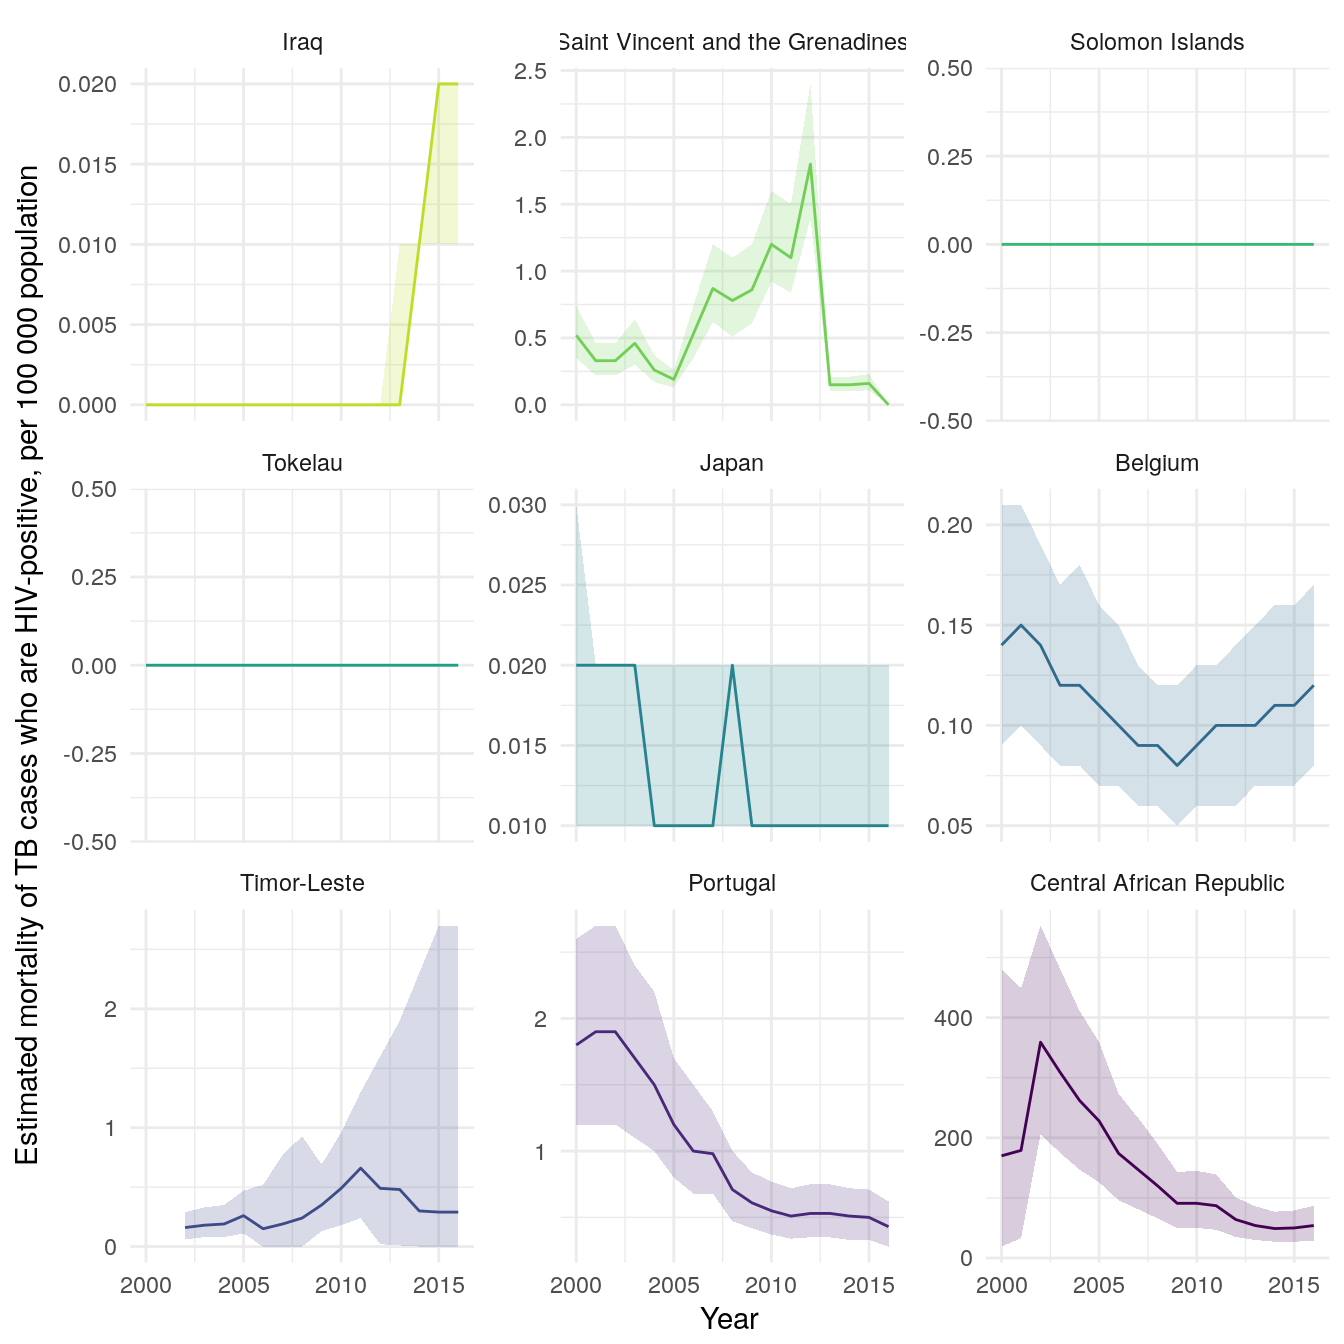 Estimated mortality of TB cases who are HIV-positive, per 100 000 population
Iraq
0.020
0.015
0.010
0.005
0.000
Saint Vincent and the Grenadines
2.5
2.0
1.5
1.0
0.5
0.0
Solomon Islands
0.50
0.25
0.00
-0.25
-0.50
Tokelau
0.50
0.25
0.00
-0.25
-0.50
Japan
0.030
0.025
0.020
0.015
0.010
Belgium
0.20
0.15
0.10
0.05
Timor-Leste
2
1
0
2000 2005 2010 2015
Portugal
2
1
2000 2005 2010 2015
Central African Republic
400
200
0
2000 2005 2010 2015
Year